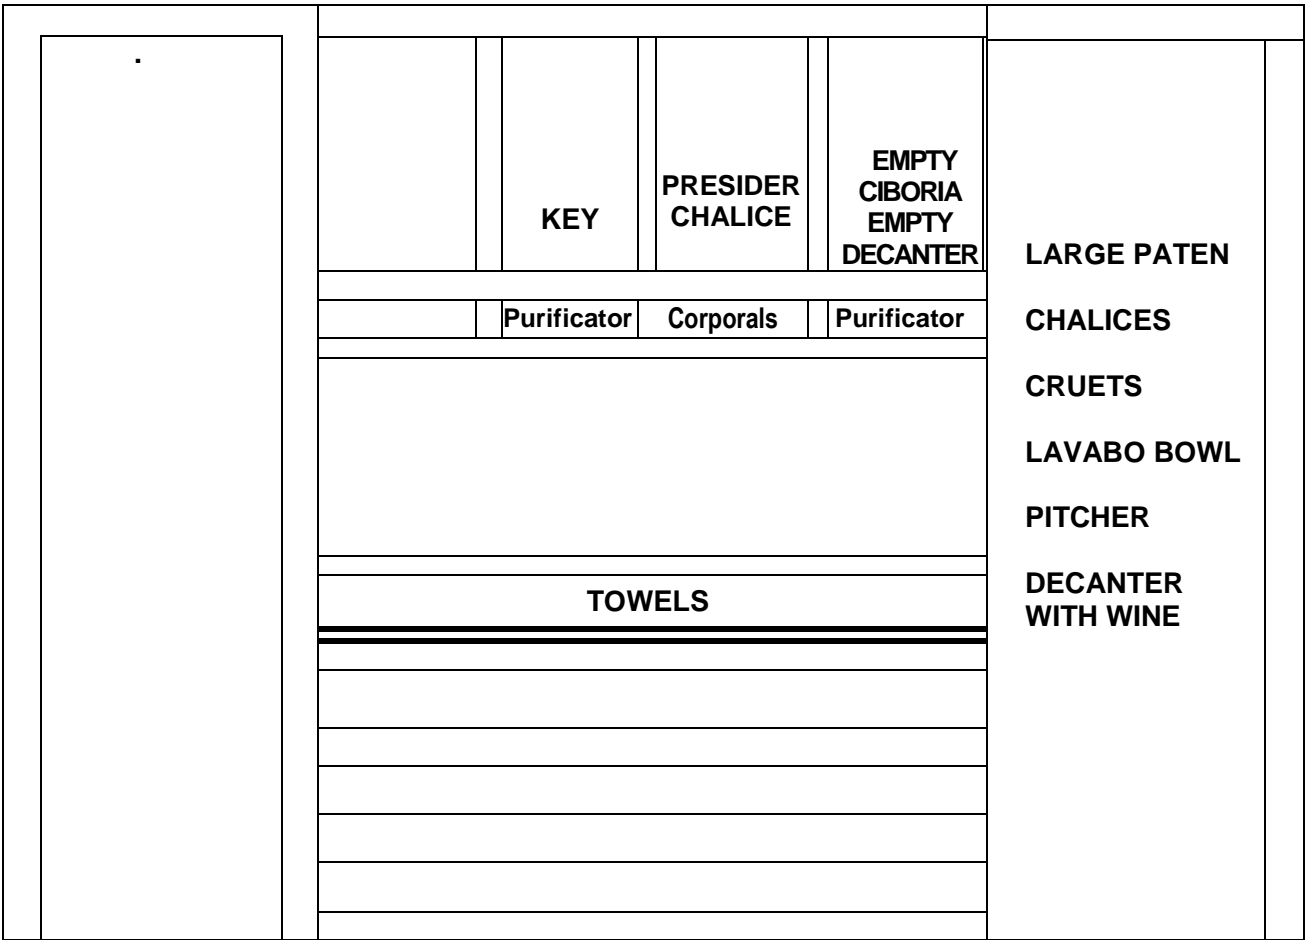 .
KEY
PRESIDER
CHALICE
EMPTY
CIBORIA
EMPTY
DECANTER
Purificator
Corporals
Purificator
TOWELS
LARGE PATEN
CHALICES
CRUETS
LAVABO BOWL
PITCHER
DECANTER
WITH WINE